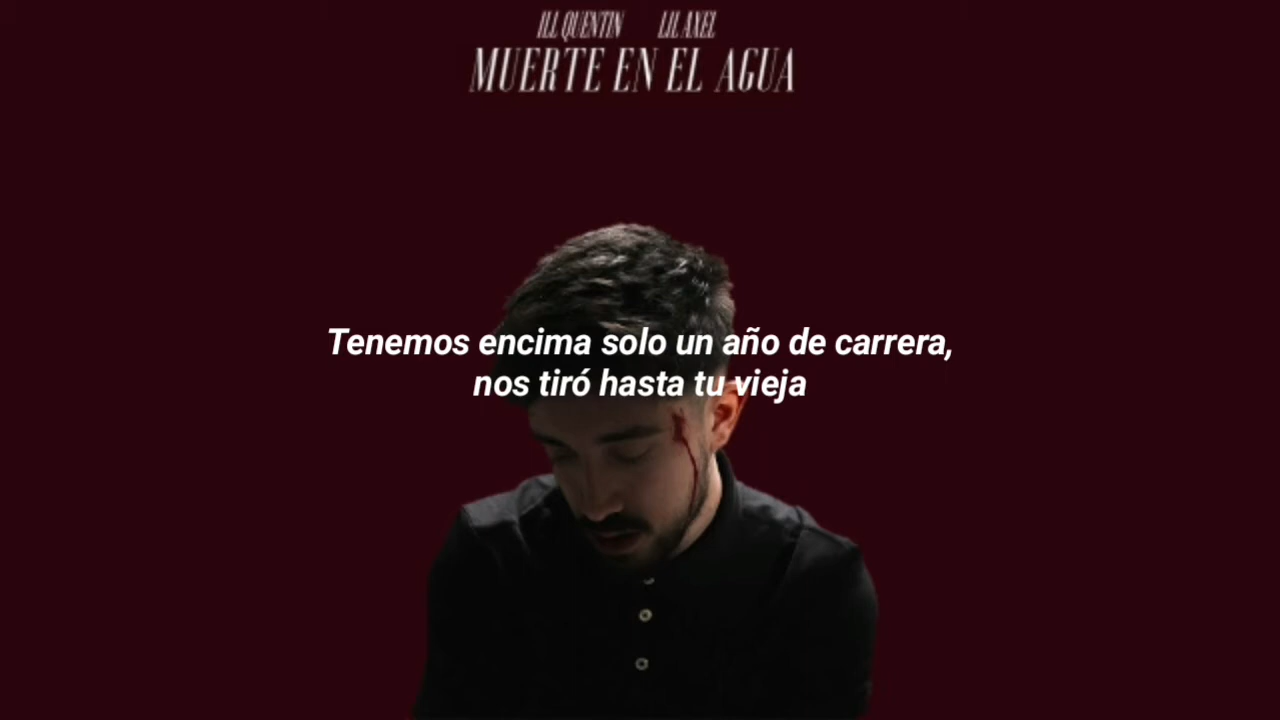 ILL QUENTIN LIL AXEL
MUERTE EN EL AGUA
Tenemos encima solo un año de carrera,
nos tiró hasta tu vieja